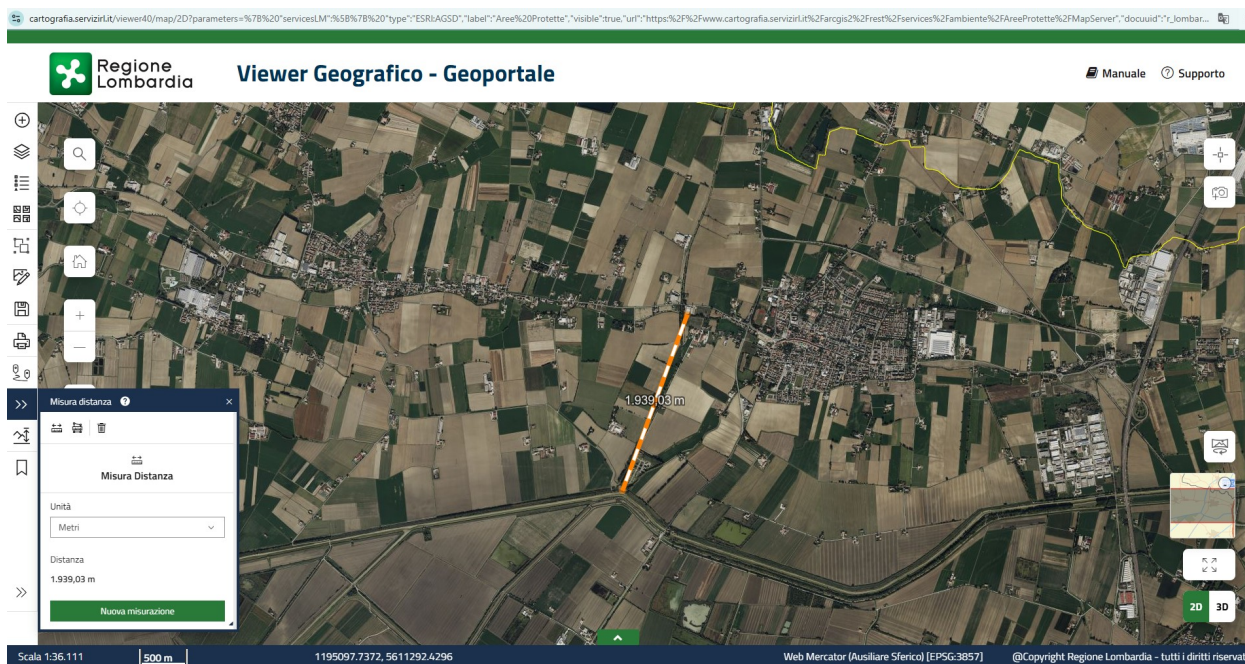 cartografia.servizirl.it/viewer40/map/2D?parameters=%7B%20"servicesLM":%5B%7B%20"type":"ESRI:AGSD","label":"Aree%20Protette","visible":true,"url":"https:%2F%2Fwww.cartografia.servizirl.it%2Farcgis2%2Frest%2Fservices%2Fambiente%2FAreeProtette%2FMapServer","docuuid":"r_lombar...
Regione
Lombardia
Viewer Geografico - Geoportale
Manuale
Supporto
1.939,03 m
Misura distanza
Misura Distanza
Unità
Metri
Distanza
1.939,03 m
Nuova misurazione
2D 3D
Scala 1:36.111
500 m
1195097.7372, 5611292.4296
Web Mercator (Ausiliare Sferico) [EPSG:3857]
@Copyright Regione Lombardia - tutti i diritti riservat